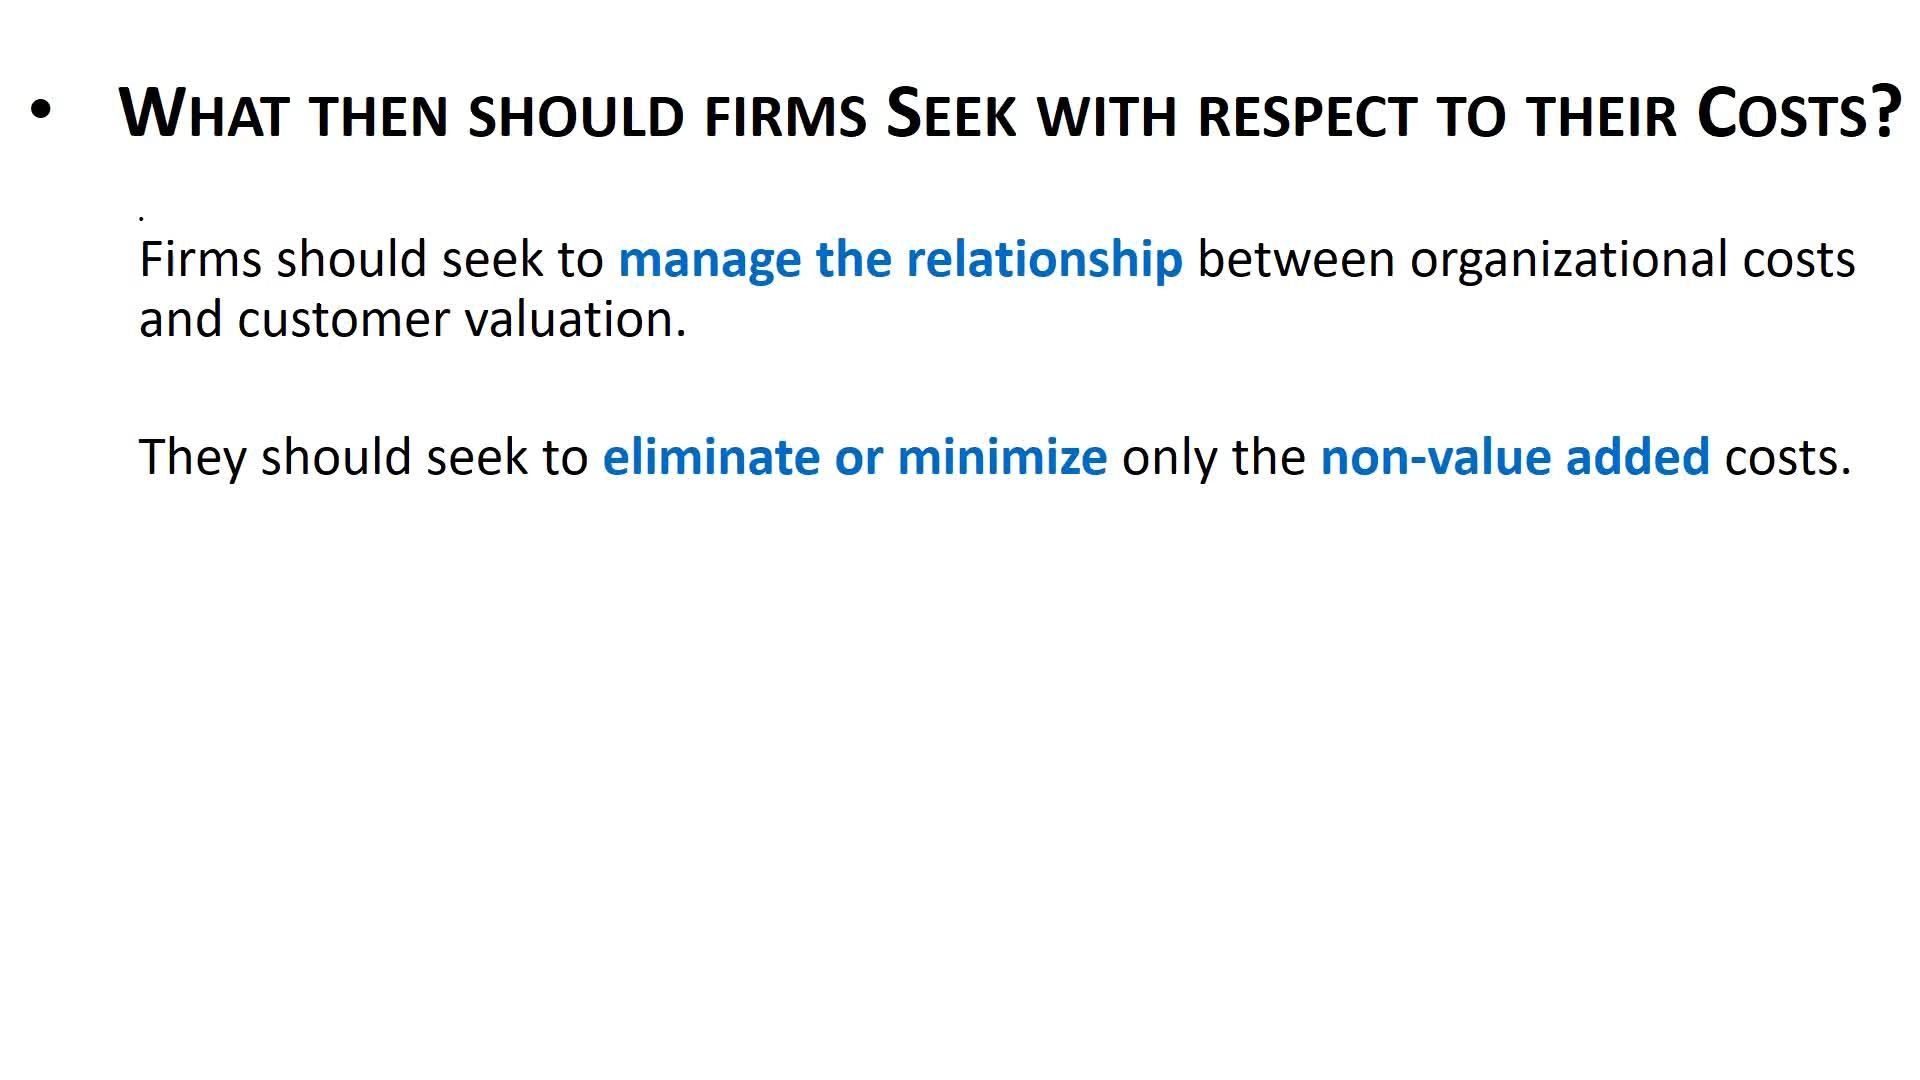 • What then should firms Seek with respect to their Costs?
.
Firms should seek to manage the relationship between organizational costs
and customer valuation.
They should seek to eliminate or minimize only the non-value added costs.